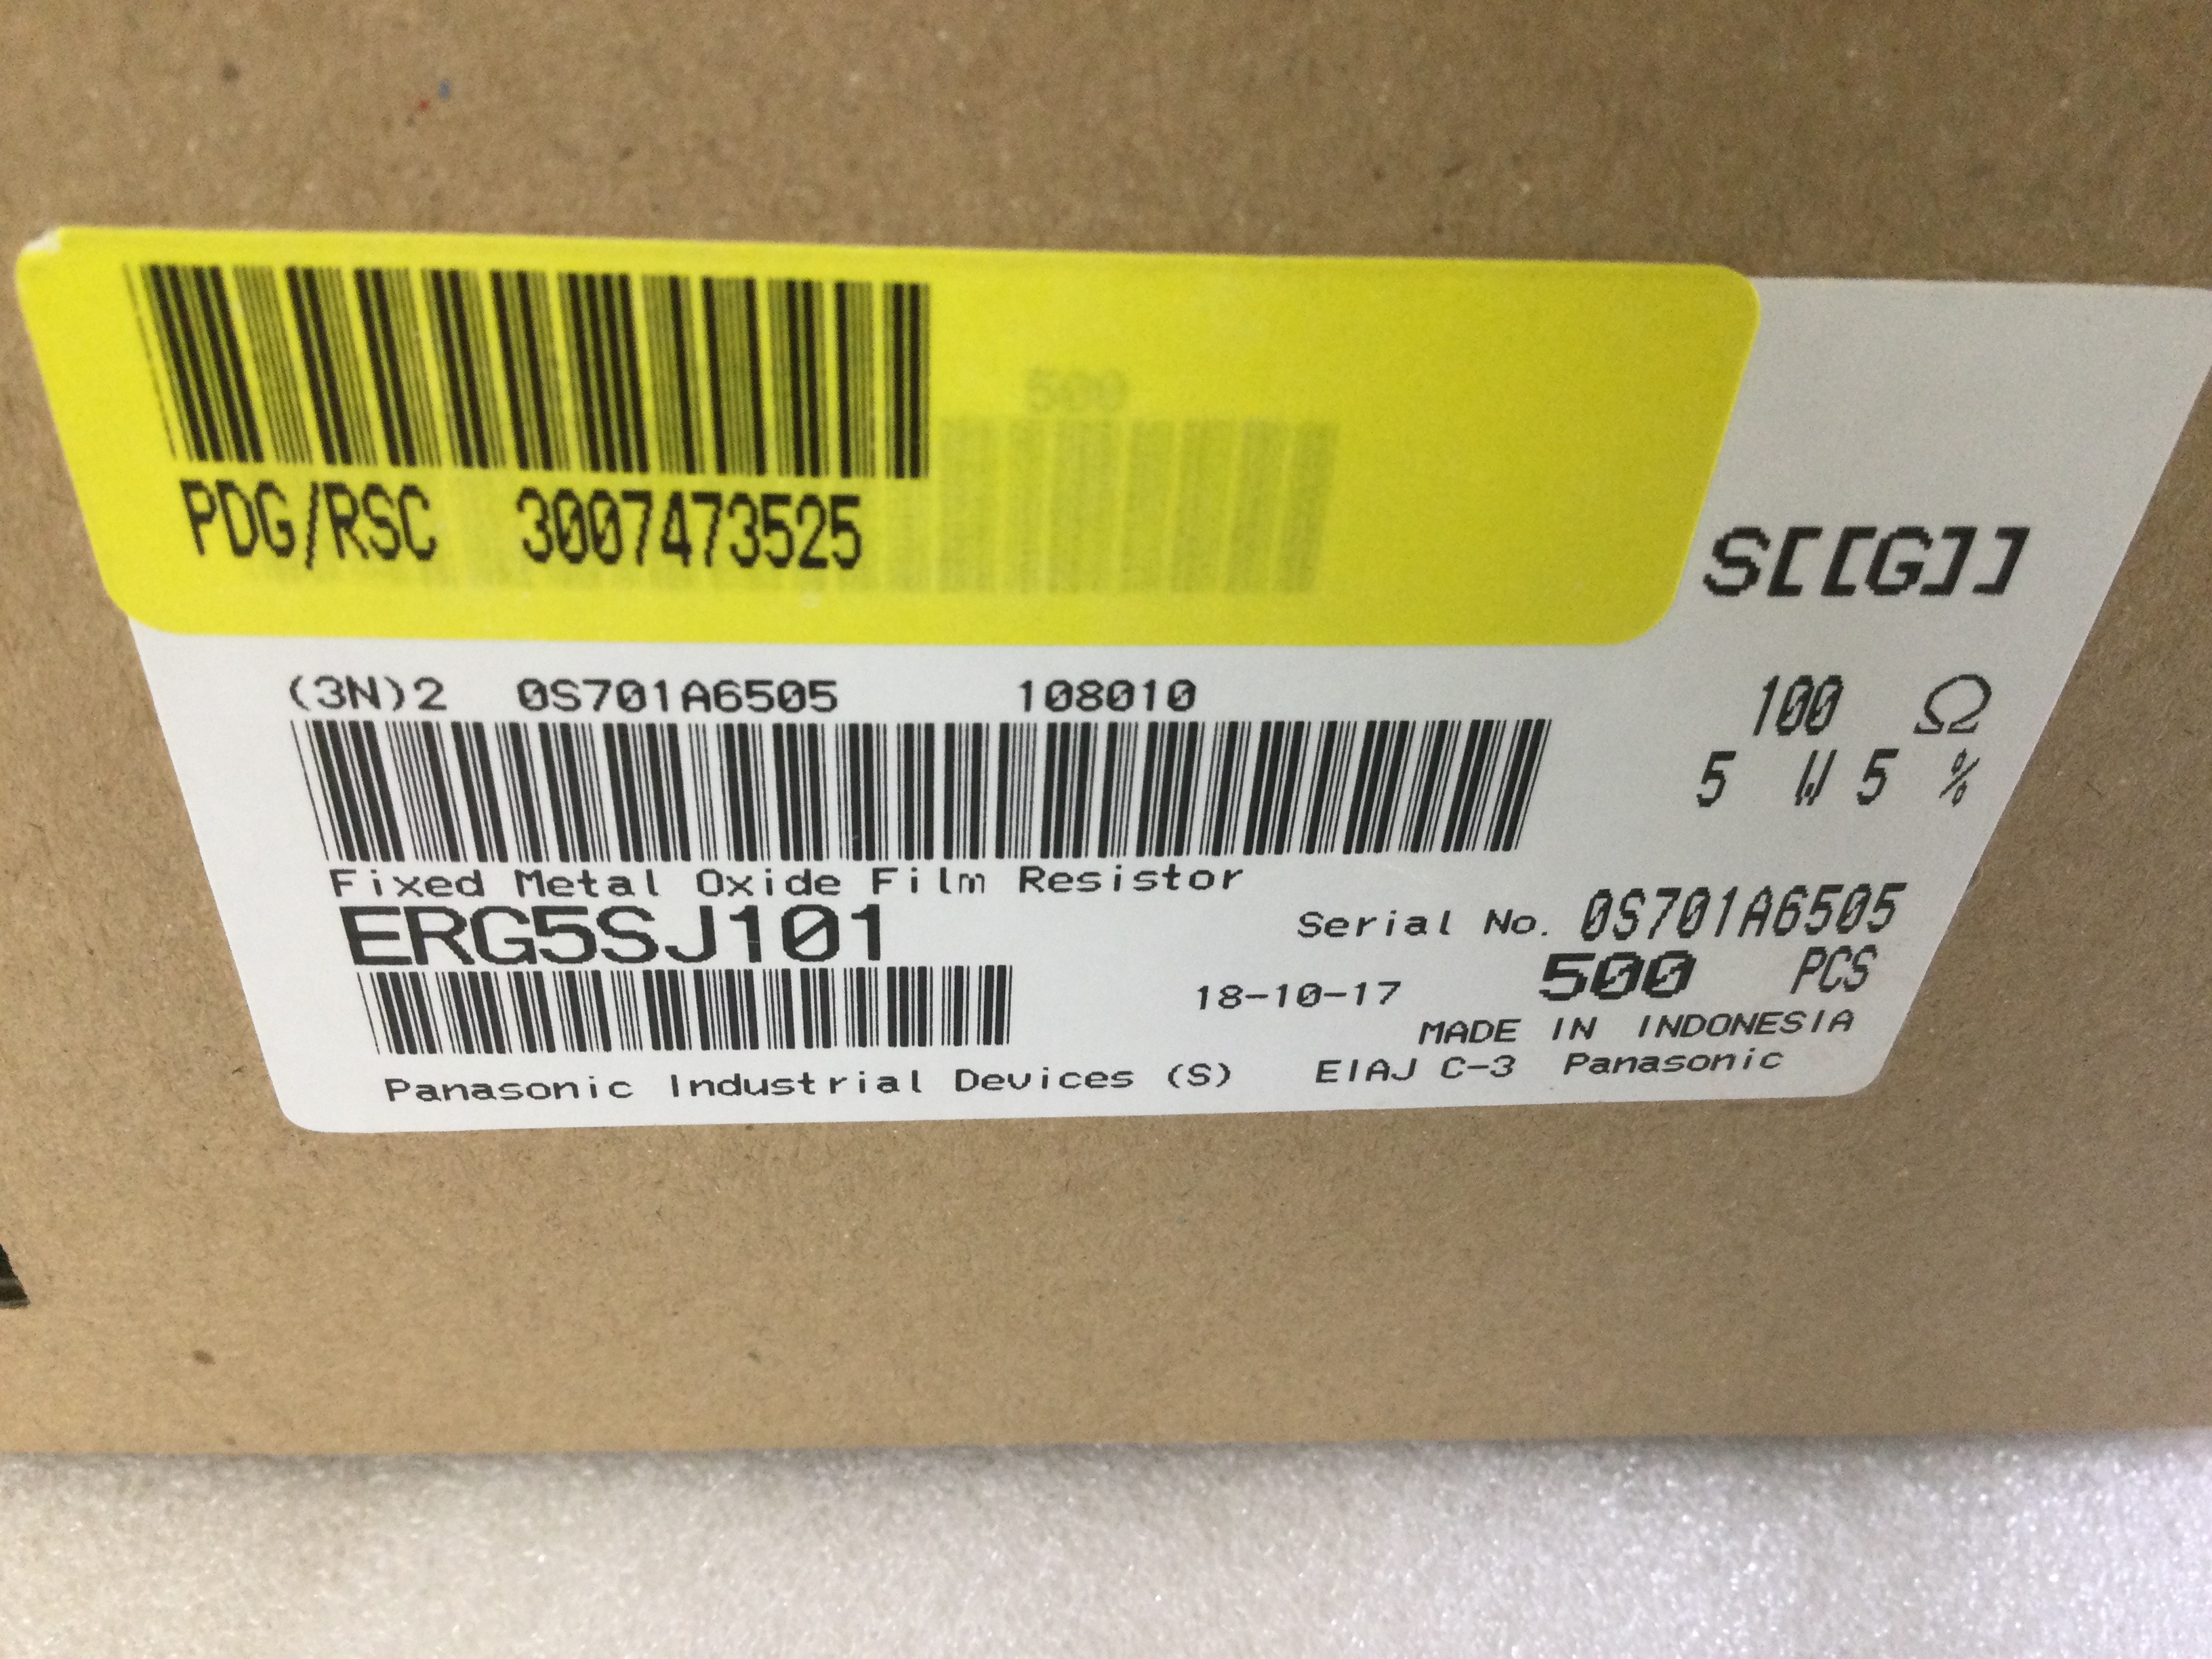 500
PDG/RSC 3007473525
S[[G]]
(3N)2 0S701A6505 108010
100 Ω
5 W 5 %
Fixed Metal Oxide Film Resistor
ERG5SJ101
Serial No. 0S701A6505
18-10-17 500 PCS
MADE IN INDONESIA
Panasonic Industrial Devices (S) EIAJ C-3 Panasonic